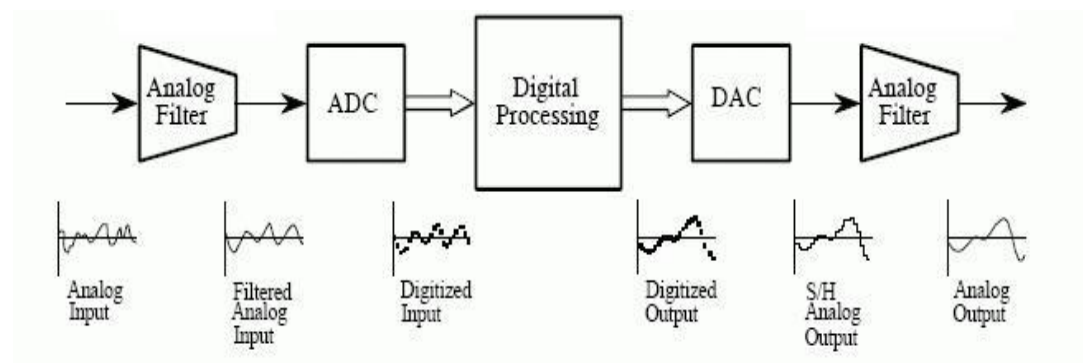 Analog
Filter
ADC
Digital
Processing
DAC
Analog
Filter
Analog
Input
Filtered
Analog
Input
Digitized
Input
Digitized
Output
S/H
Analog
Output
Analog
Output